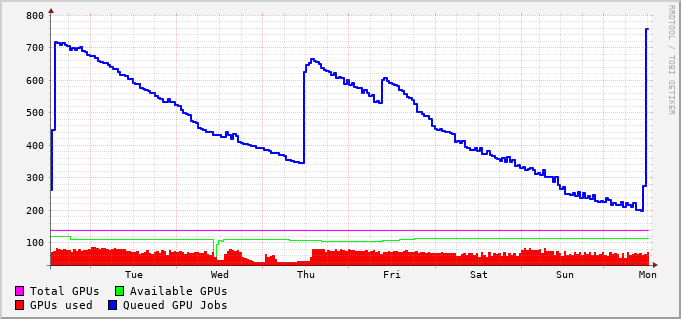 RRDTOOL / TOBI OETIKER
800
700
600
500
400
300
200
100
Tue Wed Thu Fri Sat Sun Mon
Total GPUs Available GPUs
GPUs used Queued GPU Jobs